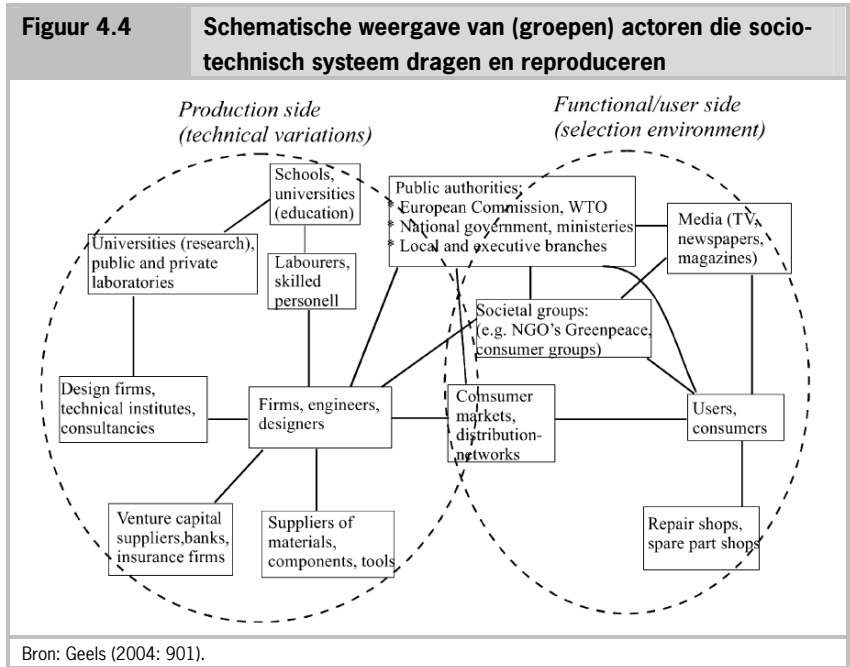 Figuur 4.4
Schematische weergave van (groepen) actoren die socio-
technisch systeem dragen en reproduceren
Production side
(technical variations)
Functional/user side
(selection environment)
Schools,
universities
(education)
Public authorities:
* European Commission, WTO
* National government, ministeries
* Local and executive branches
Media (TV,
newspapers,
magazines)
Universities (research),
public and private
laboratories
Labourers,
skilled
personell
Societal groups:
(e.g. NGO's Greenpeace,
consumer groups)
Design firms,
technical institutes,
consultancies
Firms, engineers,
designers
Comsumer
markets,
distribution-
networks
Users,
consumers
Venture capital
suppliers,banks,
insurance firms
Suppliers of
materials,
components, tools
Repair shops,
spare part shops
Bron: Geels (2004: 901).